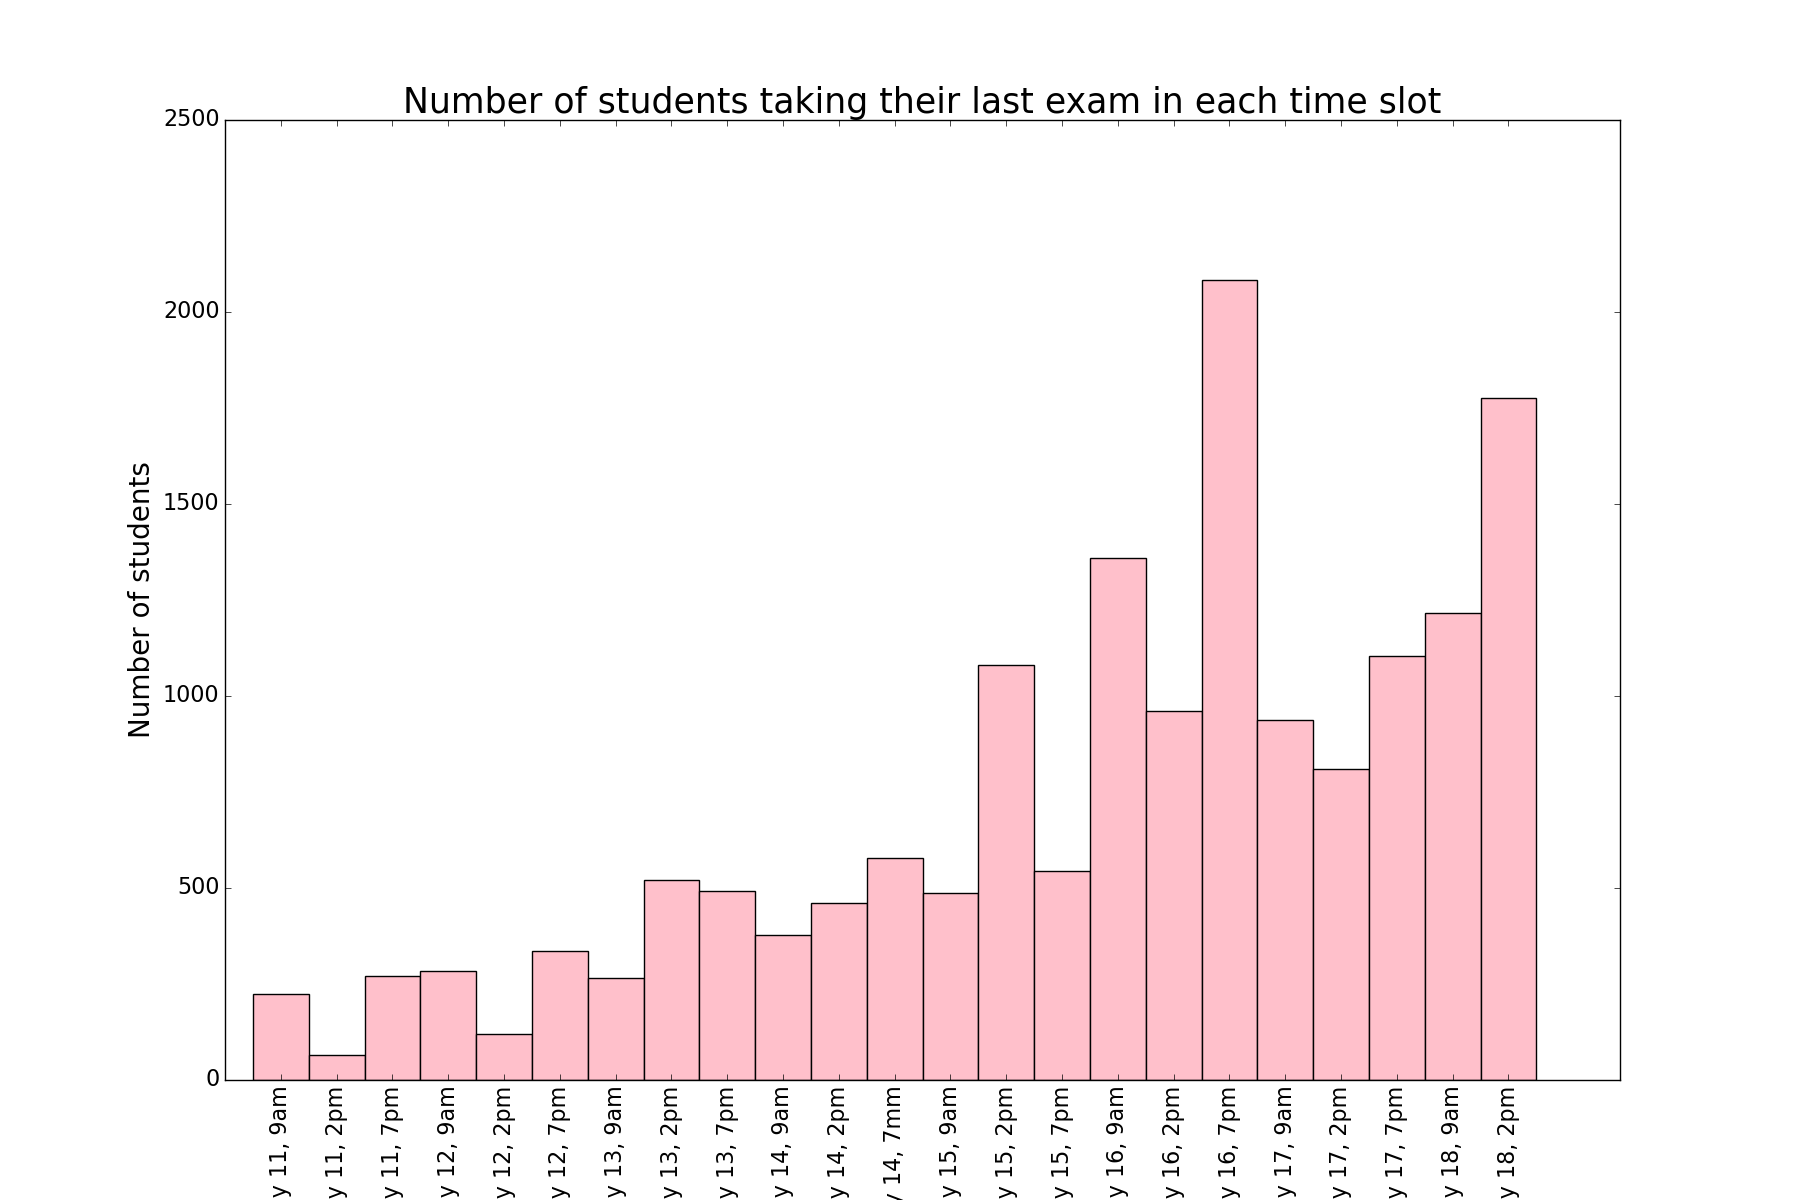 Number of students taking their last exam in each time slot
2500
2000
1500
1000
500
0
Number of students
y 11, 9am
y 11, 2pm
y 11, 7pm
y 12, 9am
y 12, 2pm
y 12, 7pm
y 13, 9am
y 13, 2pm
y 13, 7pm
y 14, 9am
y 14, 2pm
y 14, 7mm
y 15, 9am
y 15, 2pm
y 15, 7pm
y 16, 9am
y 16, 2pm
y 16, 7pm
y 17, 9am
y 17, 2pm
y 17, 7pm
y 18, 9am
y 18, 2pm